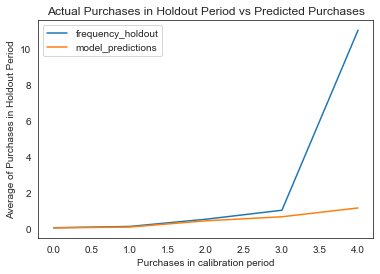 Actual Purchases in Holdout Period vs Predicted Purchases
frequency_holdout
model_predictions
Average of Purchases in Holdout Period
10
8
6
4
2
0
0.0 0.5 1.0 1.5 2.0 2.5 3.0 3.5 4.0
Purchases in calibration period